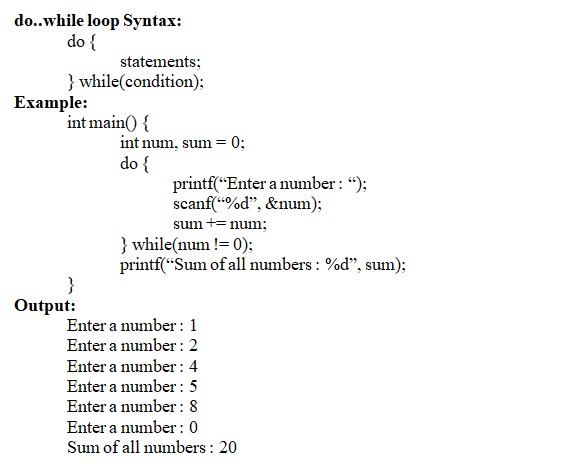 do..while loop Syntax:
do {
statements;
} while(condition);
Example:
int main() {
int num, sum = 0;
do {
printf(“Enter a number : “);
scanf(“%d”, &num);
sum += num;
} while(num != 0);
printf(“Sum of all numbers : %d”, sum);
}
Output:
Enter a number : 1
Enter a number : 2
Enter a number : 4
Enter a number : 5
Enter a number : 8
Enter a number : 0
Sum of all numbers : 20